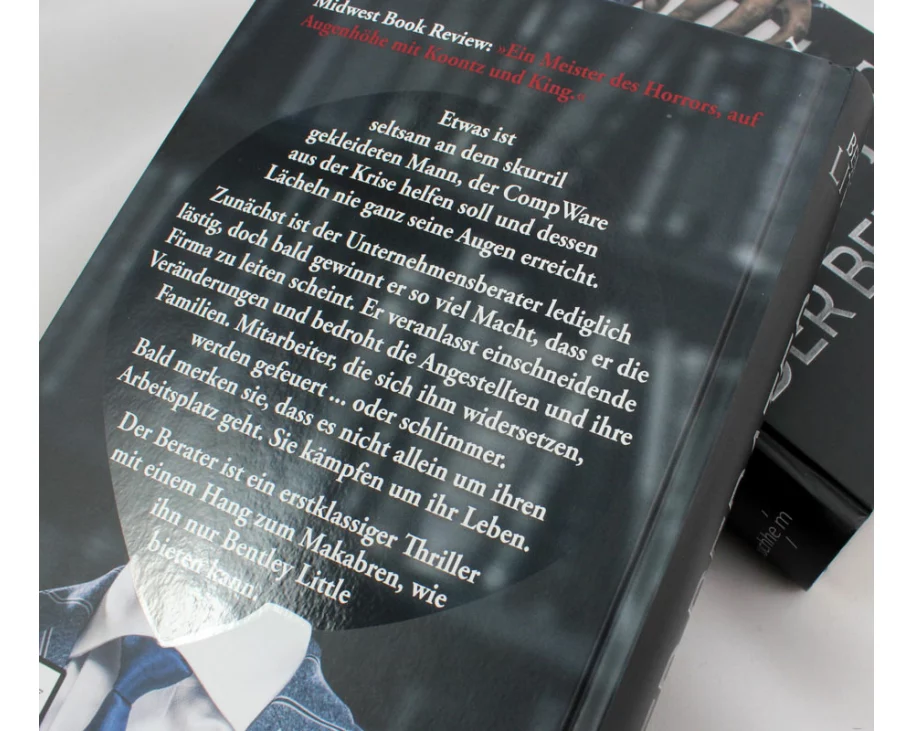 Midwest Book Review: »Ein Meister des Horrors, auf
Augenhöhe mit Koontz und King.«
Etwas ist
seltsam an dem skurril
gekleideten Mann, der CompWare
aus der Krise helfen soll und dessen
Lächeln nie ganz seine Augen erreicht.
Zunächst ist der Unternehmensberater lediglich
lästig, doch bald gewinnt er so viel Macht, dass er die
Firma zu leiten scheint. Er veranlasst einschneidende
Veränderungen und bedroht die Angestellten und ihre
Familien. Mitarbeiter, die sich ihm widersetzen,
werden gefeuert ... oder schlimmer.
Bald merken sie, dass es nicht allein um ihren
Arbeitsplatz geht. Sie kämpfen um ihr Leben.
Der Berater ist ein erstklassiger Thriller
mit einem Hang zum Makabren, wie
ihn nur Bentley Little
bieten kann.
DER BE